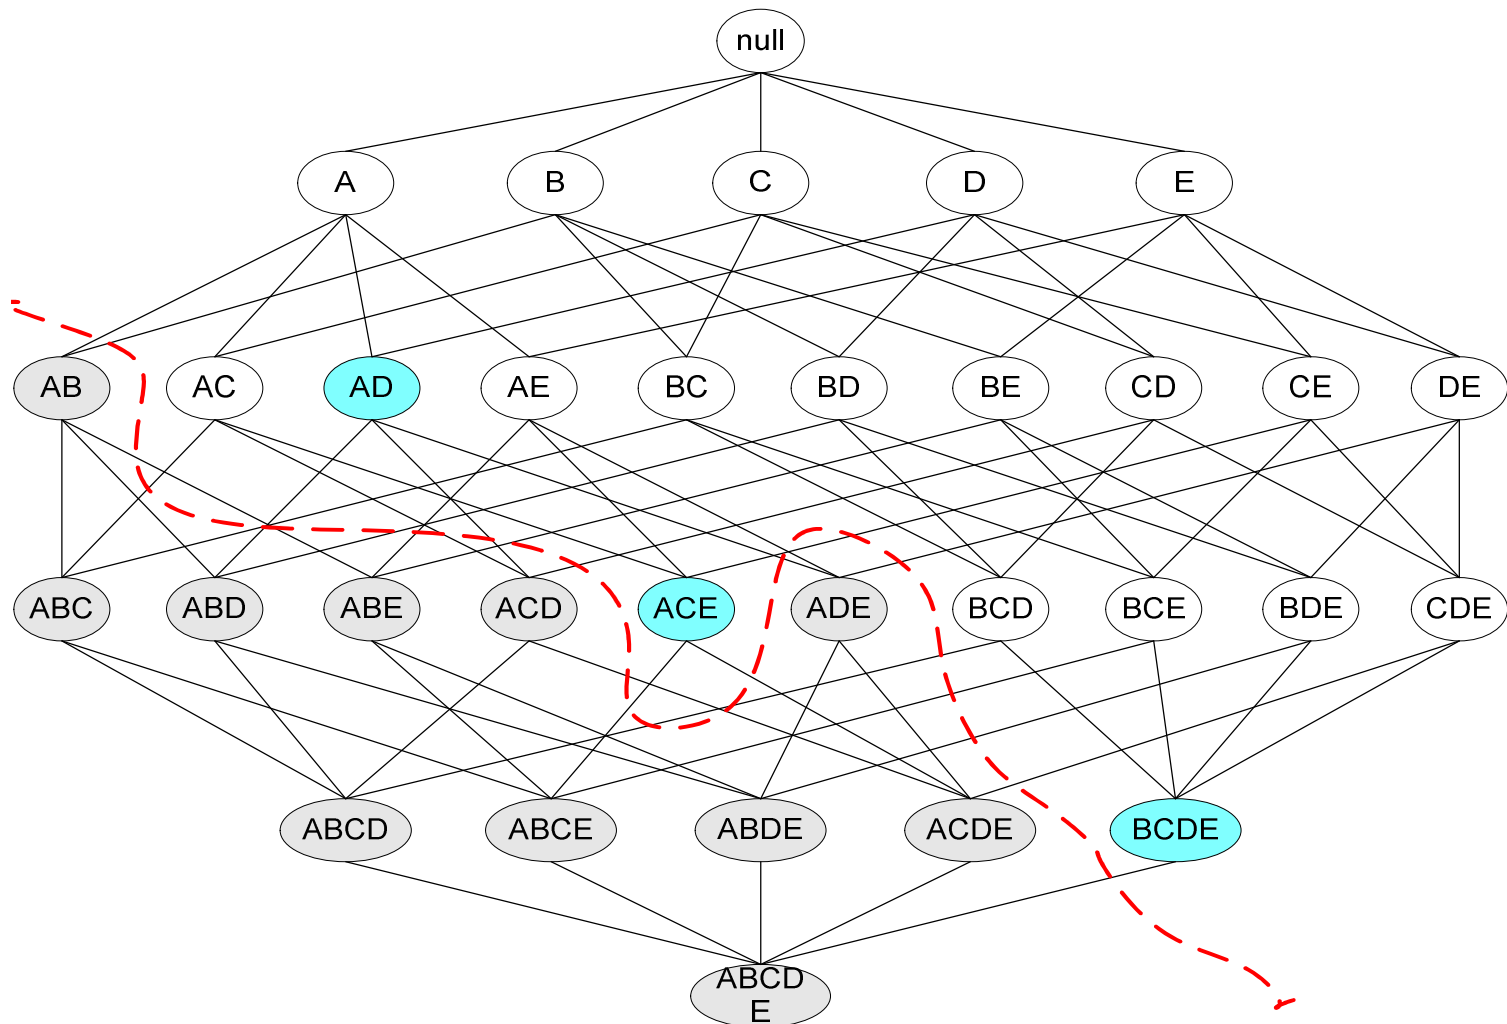 null
A B C D E
AB AC AD AE BC BD BE CD CE DE
ABC ABD ABE ACD ACE ADE BCD BCE BDE CDE
ABCD ABCE ABDE ACDE BCDE
ABCD
E